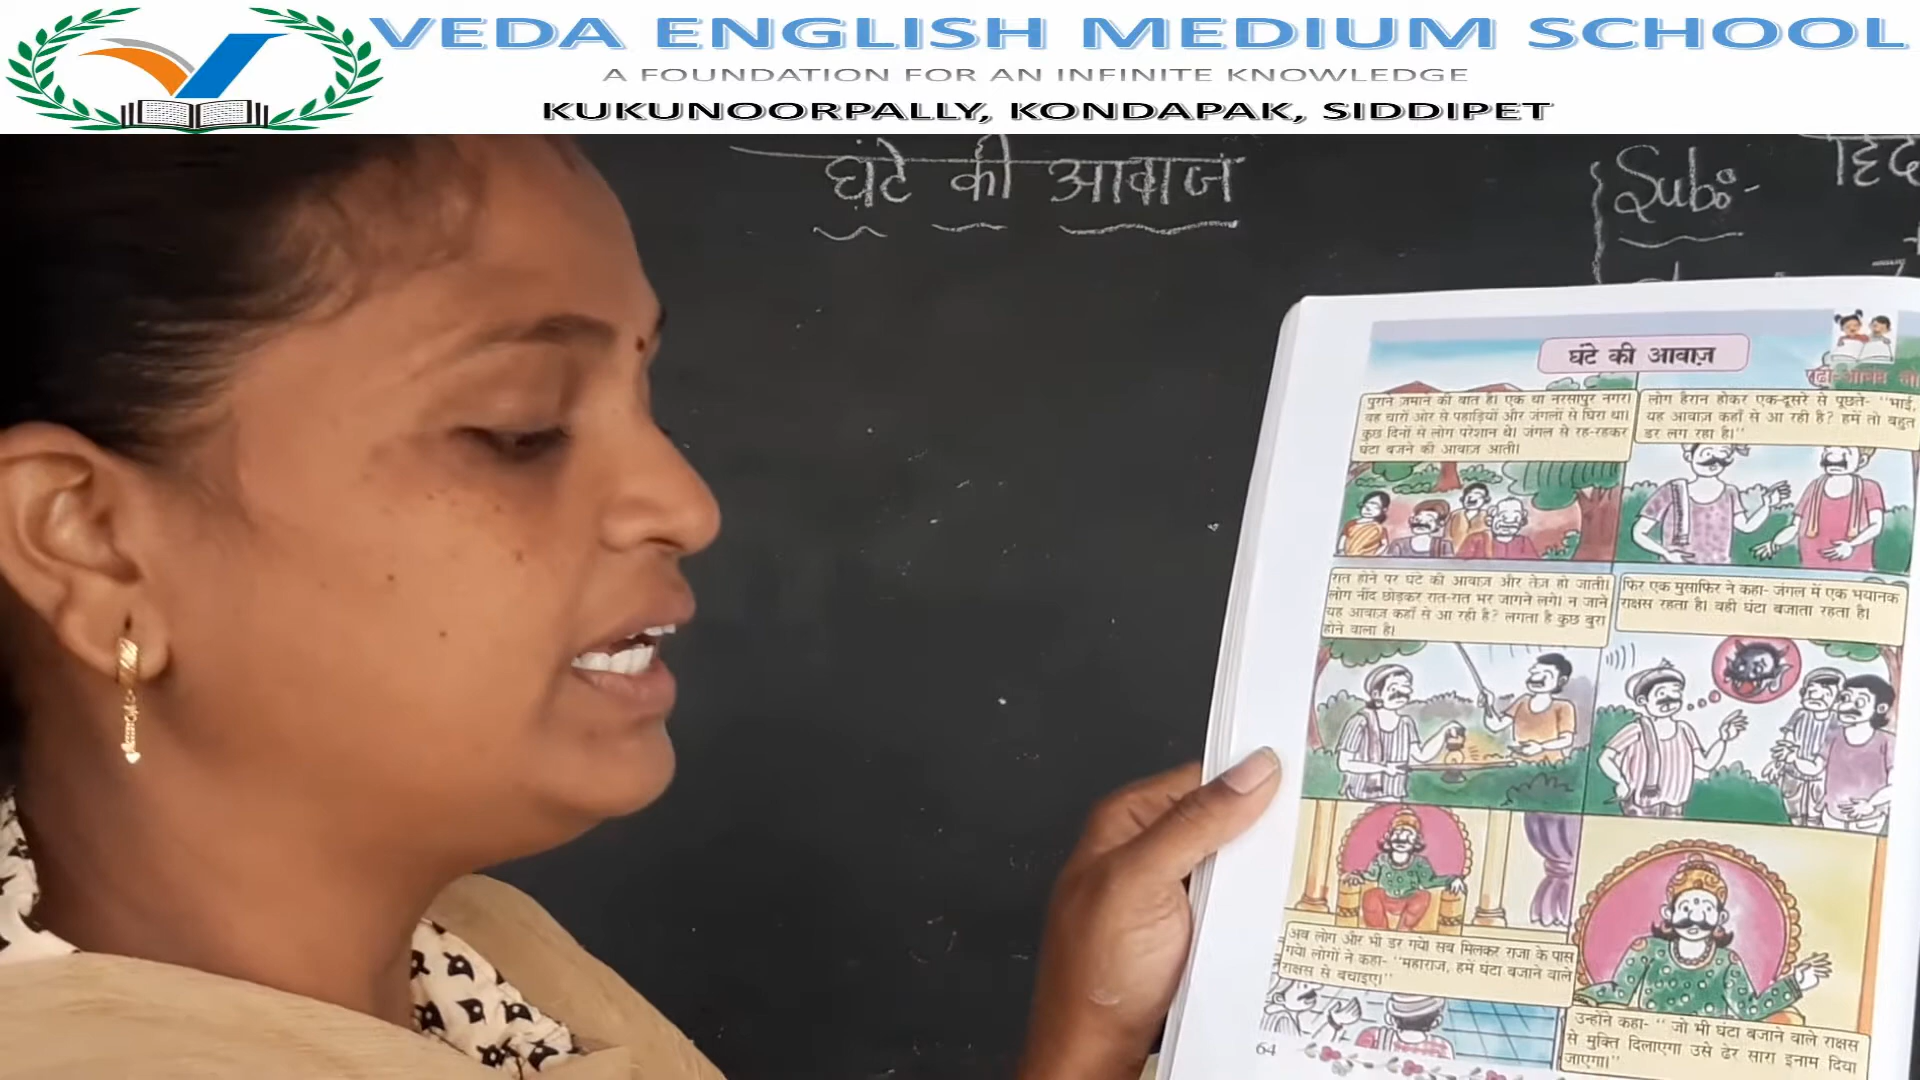 VEDA ENGLISH MEDIUM SCHOOL
A FOUNDATION FOR AN INFINITE KNOWLEDGE
KUKUNOORPALLY, KONDAPAK, SIDDIPET
घंटे की आवाज
Sub:-
घंटे की आवाज़
पुराने ज़माने की बात है। एक था नरसापुर नगर।
वह चारों ओर से पहाड़ियों और जंगलों से घिरा था।
कुछ दिनों से लोग परेशान थे। जंगल से रह-रहकर
घंटा बजने की आवाज़ आती।
लोग हैरान होकर एक-दूसरे से पूछते- "भाई,
यह आवाज़ कहाँ से आ रही है? हमें तो बहुत
डर लग रहा है।"
रात होने पर घंटे की आवाज़ और तेज़ हो जाती।
लोग नींद छोड़कर रात-रात भर जागने लगे। न जाने
यह आवाज़ कहाँ से आ रही है? लगता है कुछ बुरा
होने वाला है।
फिर एक मुसाफिर ने कहा- जंगल में एक भयानक
राक्षस रहता है। वही घंटा बजाता रहता है।
अब लोग और भी डर गये। सब मिलकर राजा के पास
गये। लोगों ने कहा- "महाराज, हमें घंटा बजाने वाले
राक्षस से बचाइए।"
उन्होंने कहा- "जो भी घंटा बजाने वाले राक्षस
से मुक्ति दिलाएगा उसे ढेर सारा इनाम दिया
जाएगा।"
64